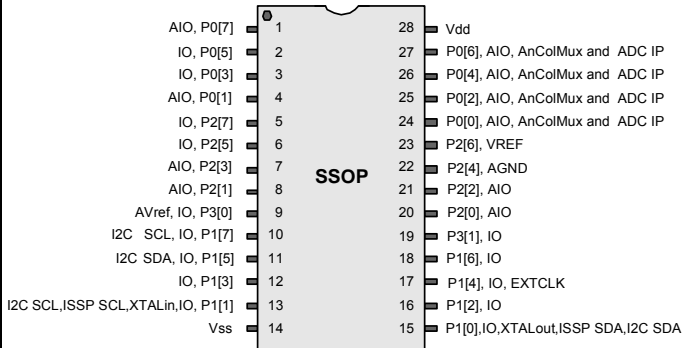 AIO, P0[7] 1 28 Vdd
IO, P0[5] 2 27 P0[6], AIO, AnColMux and ADC IP
IO, P0[3] 3 26 P0[4], AIO, AnColMux and ADC IP
AIO, P0[1] 4 25 P0[2], AIO, AnColMux and ADC IP
IO, P2[7] 5 24 P0[0], AIO, AnColMux and ADC IP
IO, P2[5] 6 23 P2[6], VREF
AIO, P2[3] 7 SSOP 22 P2[4], AGND
AIO, P2[1] 8 21 P2[2], AIO
AVref, IO, P3[0] 9 20 P2[0], AIO
I2C SCL, IO, P1[7] 10 19 P3[1], IO
I2C SDA, IO, P1[5] 11 18 P1[6], IO
IO, P1[3] 12 17 P1[4], IO, EXTCLK
I2C SCL,ISSP SCL,XTALin,IO, P1[1] 13 16 P1[2], IO
Vss 14 15 P1[0],IO,XTALout,ISSP SDA,I2C SDA